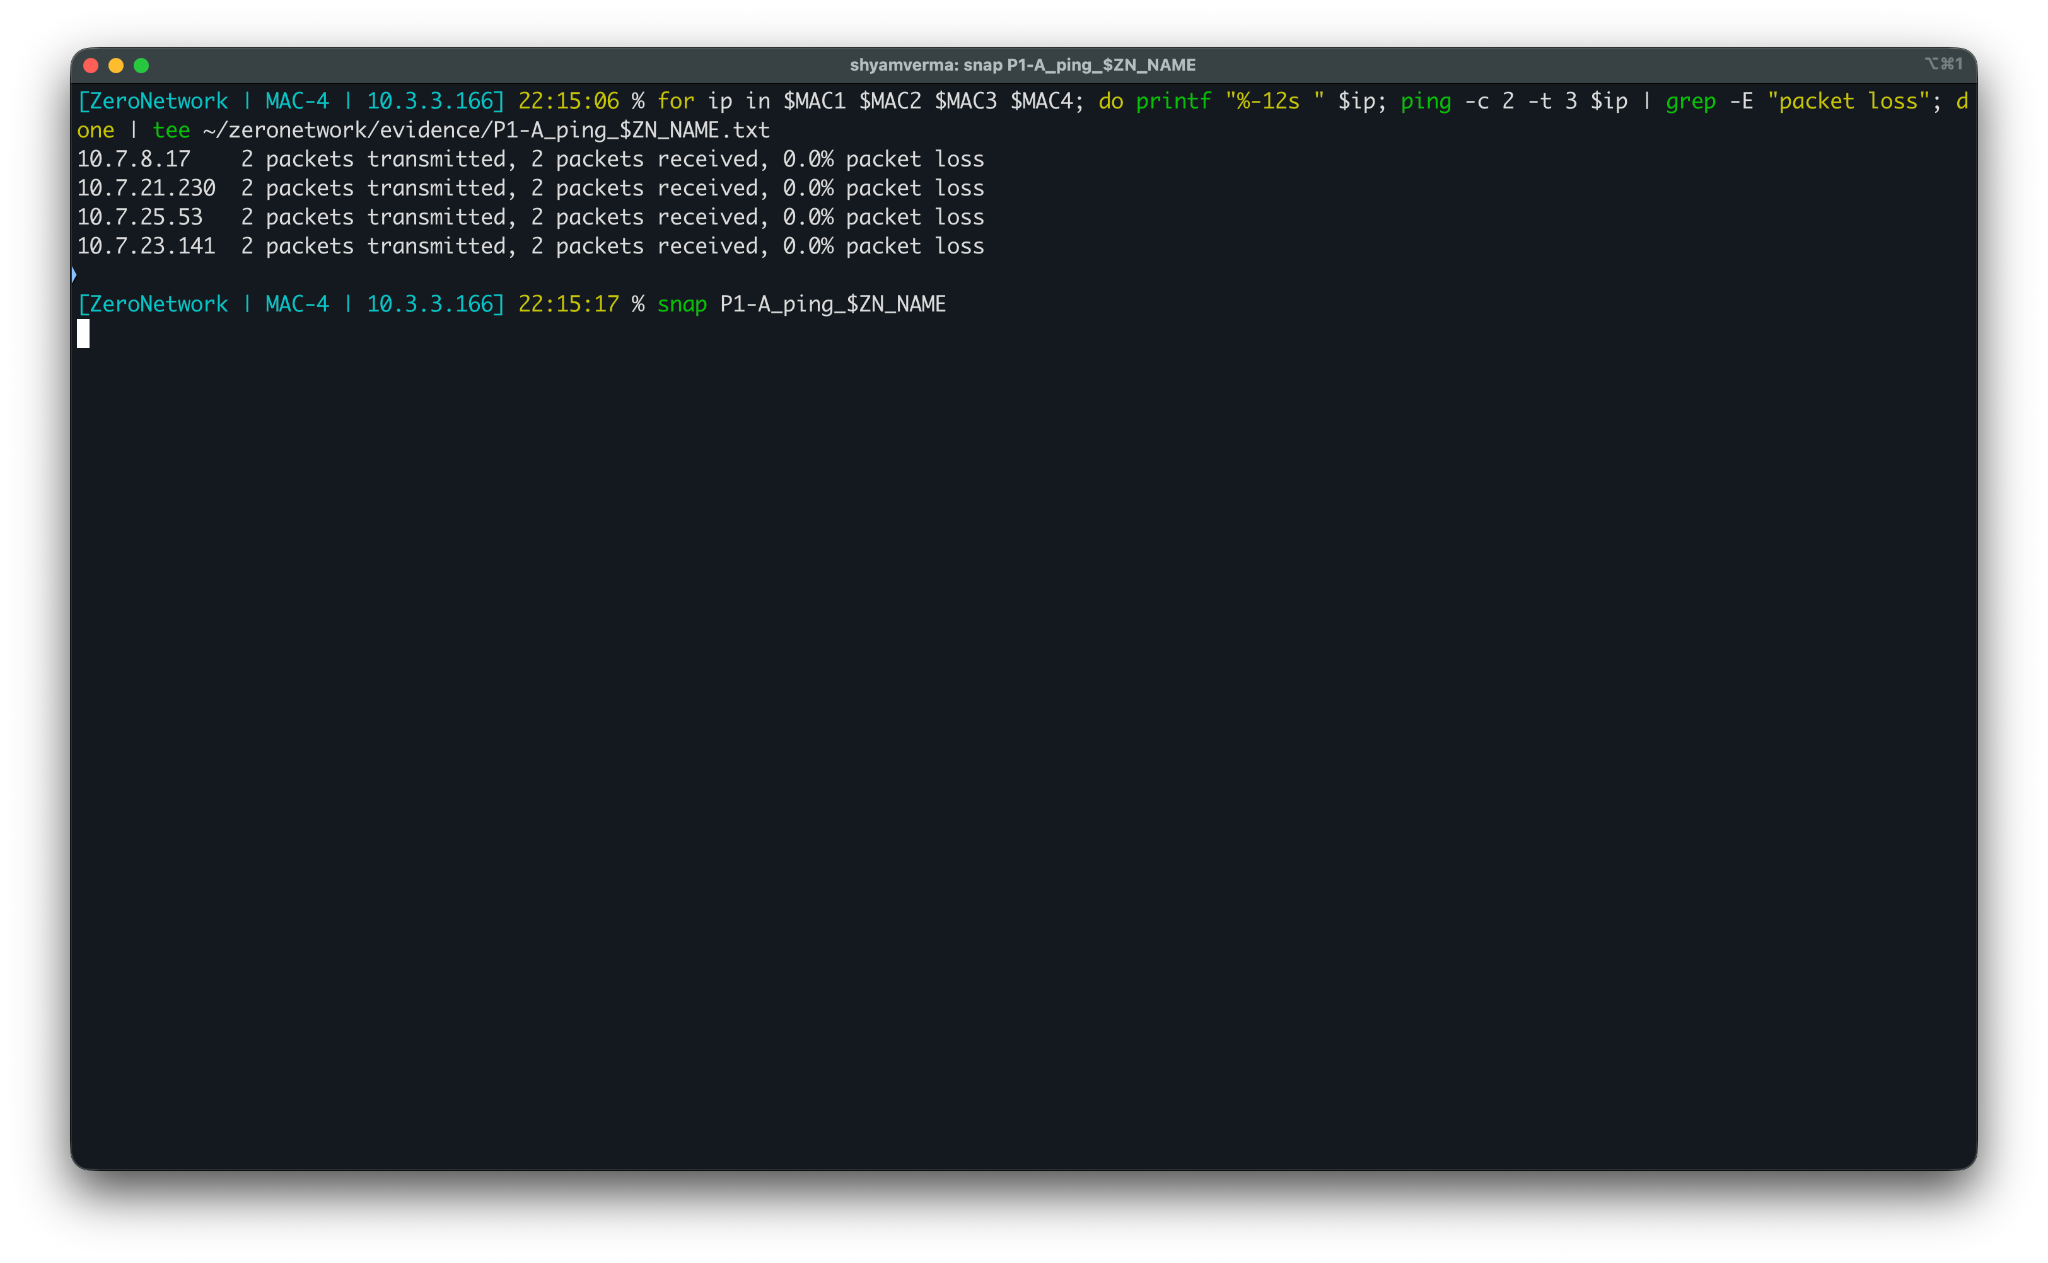 shyamverma: snap P1-A_ping_$ZN_NAME
⌥⌘1
[ZeroNetwork | MAC-4 | 10.3.3.166] 22:15:06 % for ip in $MAC1 $MAC2 $MAC3 $MAC4; do printf "%-12s " $ip; ping -c 2 -t 3 $ip | grep -E "packet loss"; d
one | tee ~/zeronetwork/evidence/P1-A_ping_$ZN_NAME.txt
10.7.8.17    2 packets transmitted, 2 packets received, 0.0% packet loss
10.7.21.230  2 packets transmitted, 2 packets received, 0.0% packet loss
10.7.25.53   2 packets transmitted, 2 packets received, 0.0% packet loss
10.7.23.141  2 packets transmitted, 2 packets received, 0.0% packet loss
[ZeroNetwork | MAC-4 | 10.3.3.166] 22:15:17 % snap P1-A_ping_$ZN_NAME